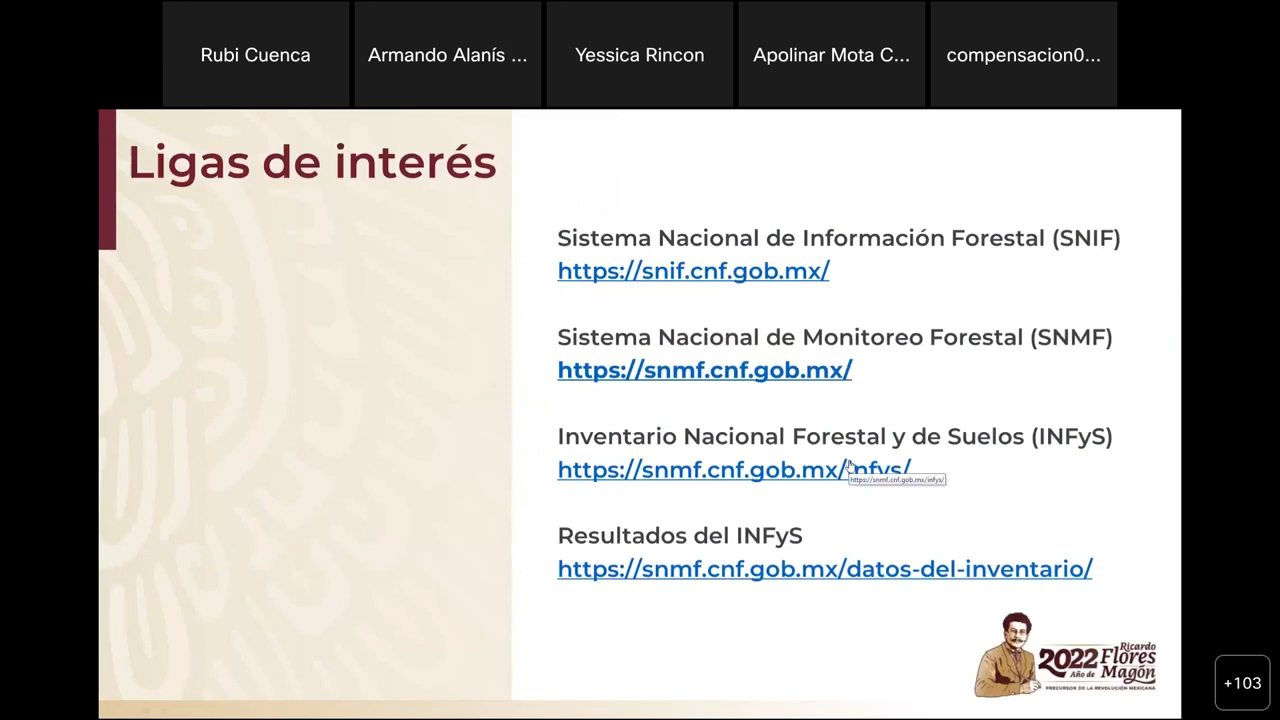 Rubi Cuenca
Armando Alanís ...
Yessica Rincon
Apolinar Mota C...
compensacion0...
Ligas de interés
Sistema Nacional de Información Forestal (SNIF)
https://snif.cnf.gob.mx/
Sistema Nacional de Monitoreo Forestal (SNMF)
https://snmf.cnf.gob.mx/
Inventario Nacional Forestal y de Suelos (INFyS)
https://snmf.cnf.gob.mx/infys/
https://snmf.cnf.gob.mx/infys/
Resultados del INFyS
https://snmf.cnf.gob.mx/datos-del-inventario/
2022 Ricardo
Año de Flores
Magón
PRECURSOR DE LA REVOLUCIÓN MEXICANA
+103